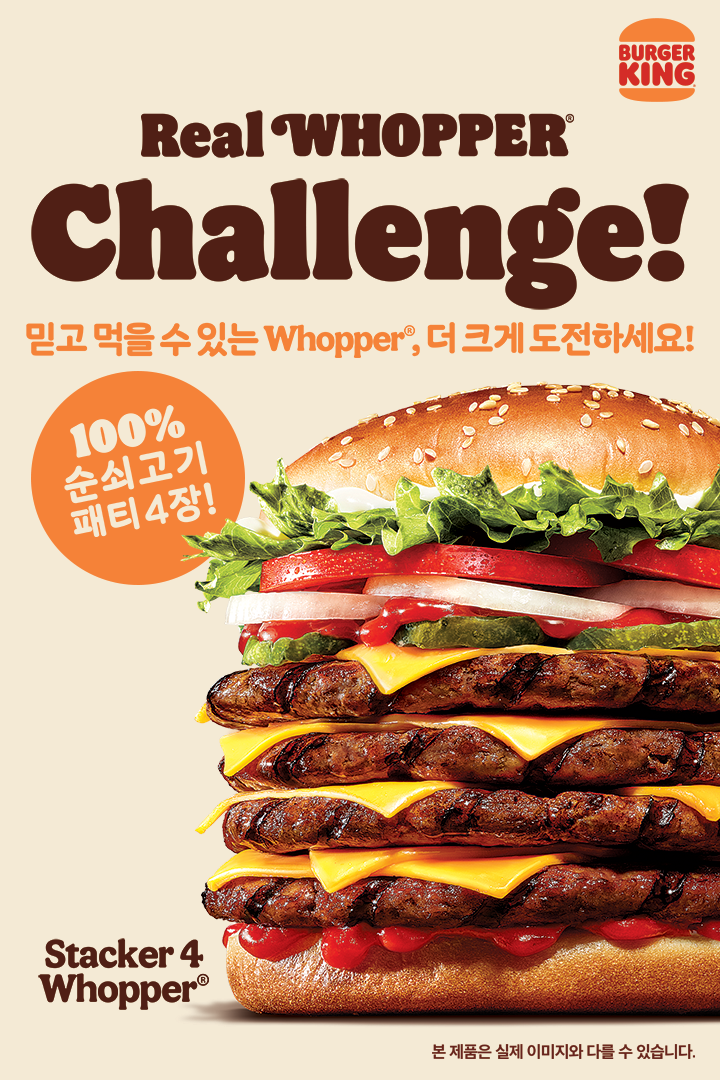 BURGER
KING
Real WHOPPER®
Challenge!
믿고 먹을 수 있는 Whopper®, 더 크게 도전하세요!
100%
순쇠고기
패티 4장!
Stacker 4
Whopper®
본 제품은 실제 이미지와 다를 수 있습니다.